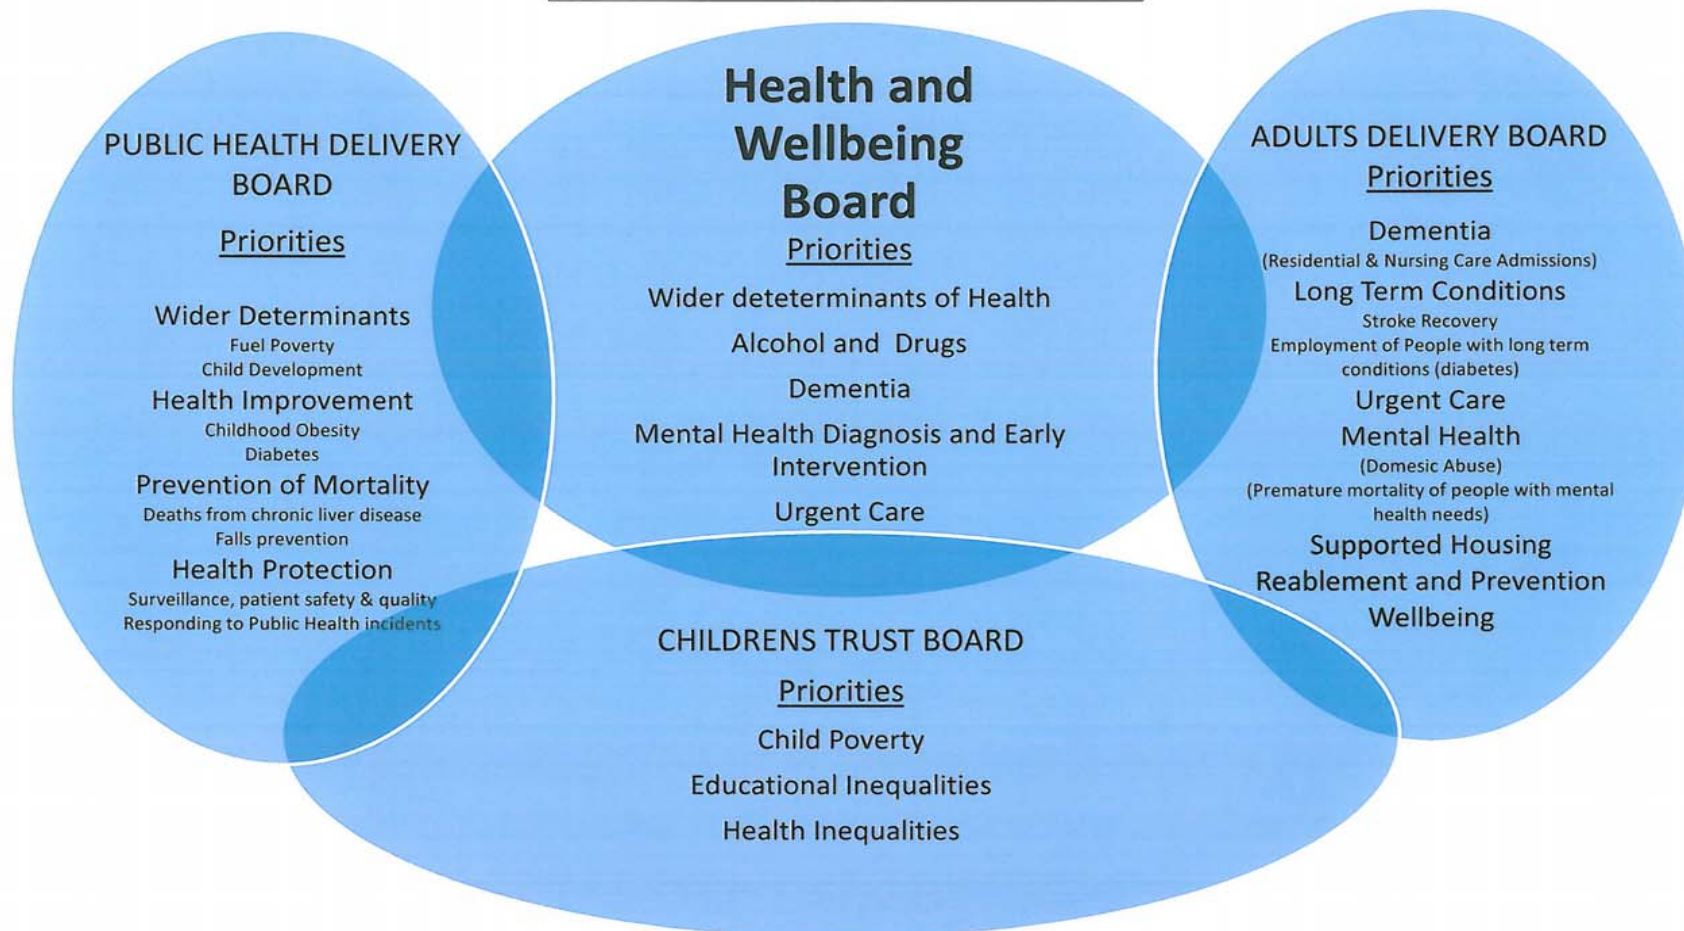 PUBLIC HEALTH DELIVERY
BOARD
Priorities
Wider Determinants
Fuel Poverty
Child Development
Health Improvement
Childhood Obesity
Diabetes
Prevention of Mortality
Deaths from chronic liver disease
Falls prevention
Health Protection
Surveillance, patient safety & quality
Responding to Public Health incidents
Health and
Wellbeing
Board
Priorities
Wider deteterminants of Health
Alcohol and Drugs
Dementia
Mental Health Diagnosis and Early
Intervention
Urgent Care
ADULTS DELIVERY BOARD
Priorities
Dementia
(Residential & Nursing Care Admissions)
Long Term Conditions
Stroke Recovery
Employment of People with long term
conditions (diabetes)
Urgent Care
Mental Health
(Domesic Abuse)
(Premature mortality of people with mental
health needs)
Supported Housing
Reablement and Prevention
Wellbeing
CHILDRENS TRUST BOARD
Priorities
Child Poverty
Educational Inequalities
Health Inequalities